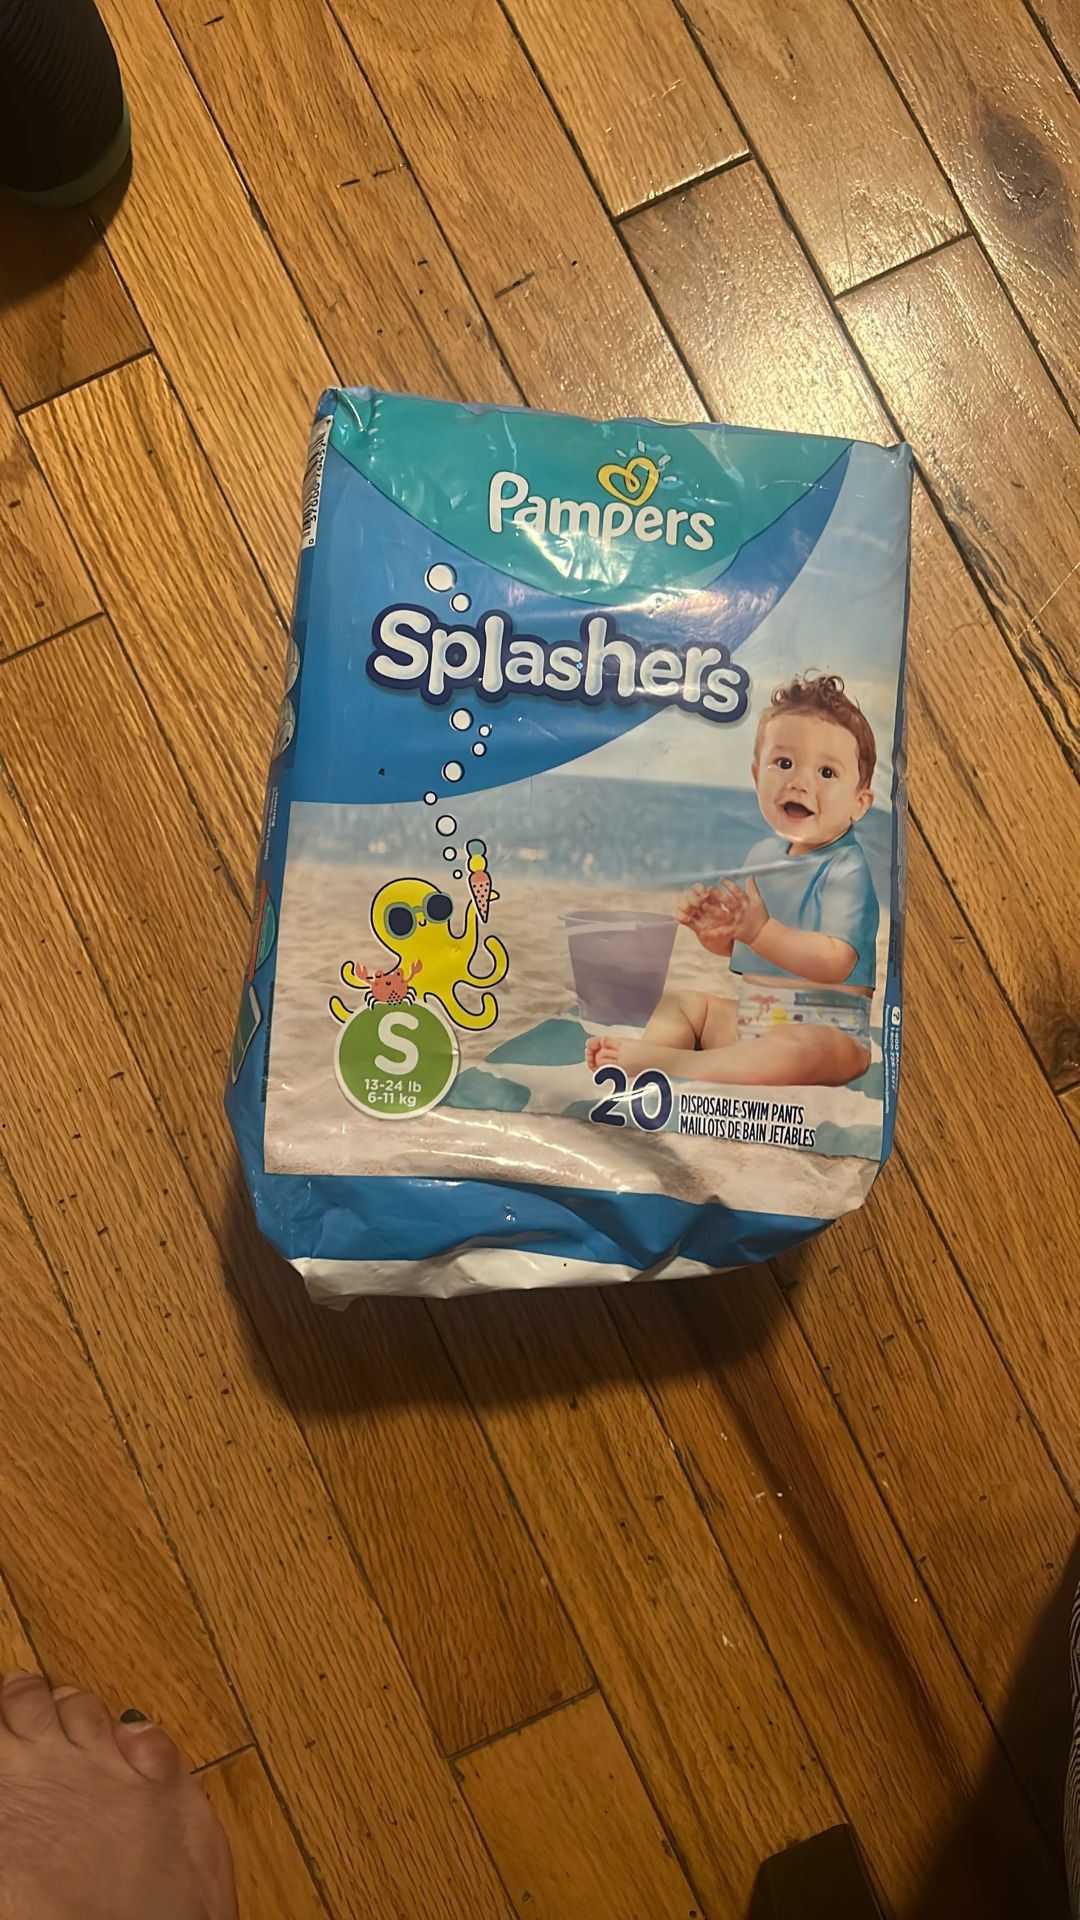 Pampers
Splashers
S
13-24 lb
6-11 kg
20
DISPOSABLE SWIM PANTS
MAILLOTS DE BAIN JETABLES